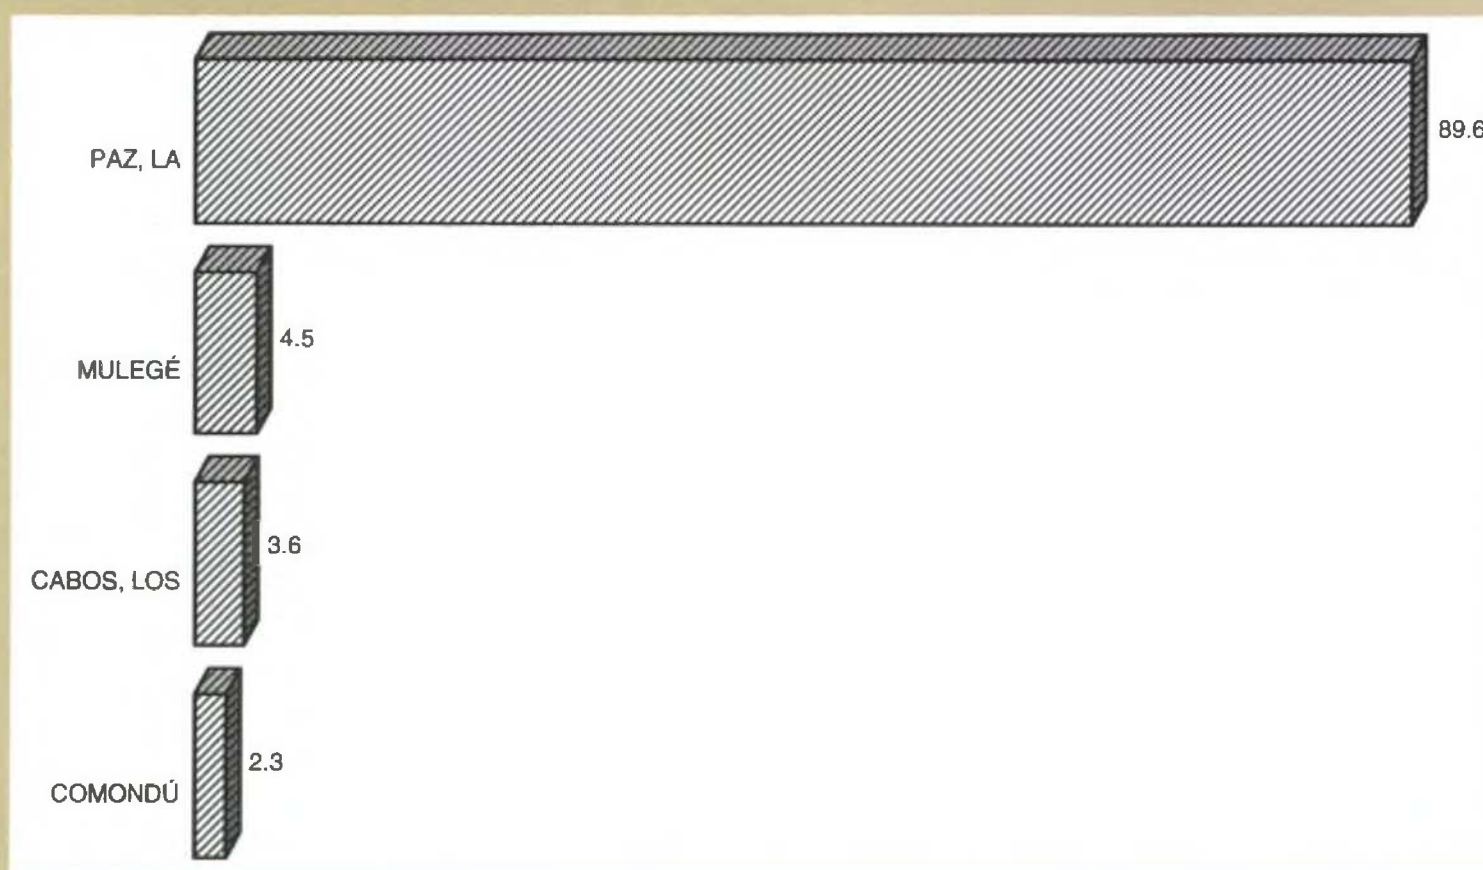 89.6
PAZ, LA
4.5
MULEGÉ
3.6
CABOS, LOS
2.3
COMONDÚ